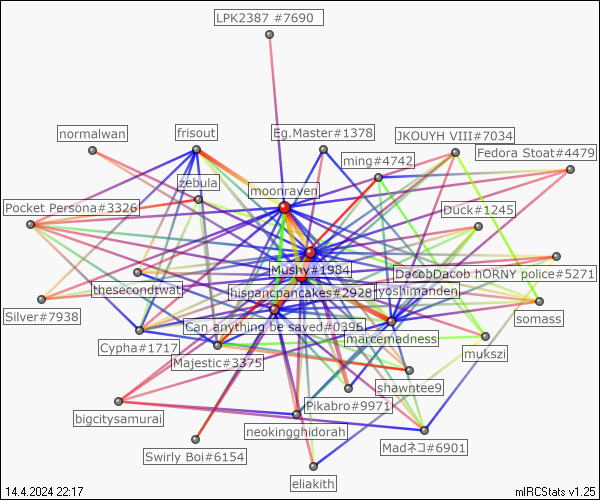 LPK2387 #7690
normalwan
frisout
Eg.Master#1378
JKOUYH VIII#7034
ming#4742
Fedora Stoat#4479
zebula
moonraven
Pocket Persona#3326
Duck#1245
Mushy#1984
DacobDacob hORNY police#5271
thesecondtwat
hispancpancakes#2928
yoshimanden
Silver#7938
somass
Can anything be saved#0396
Cypha#1717
marcemadness
Majestic#3375
mukszi
shawntee9
Pikabro#9971
bigcitysamurai
neokingghidorah
Madネコ#6901
Swirly Boi#6154
eliakith
14.4.2024 22:17
mIRCStats v1.25